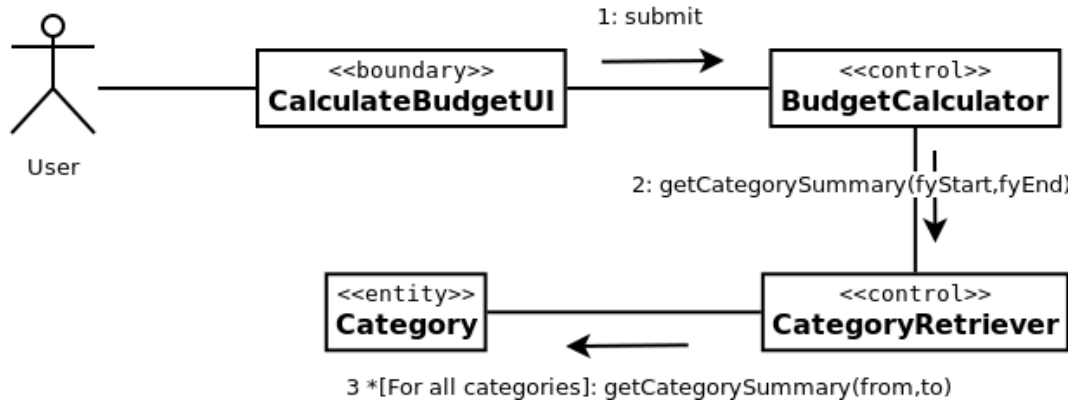 1: submit
<<boundary>>
CalculateBudgetUI
<<control>>
BudgetCalculator
User
2: getCategorySummary(fyStart,fyEnd)
<<entity>>
Category
<<control>>
CategoryRetriever
3 *[For all categories]: getCategorySummary(from,to)